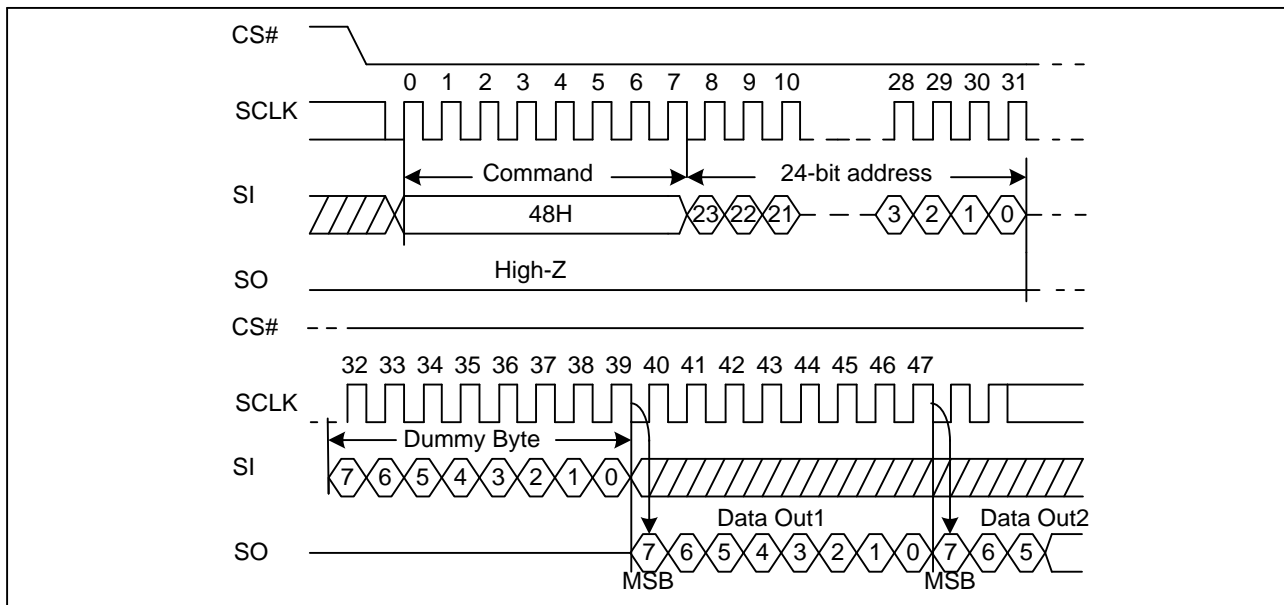 CS#
0 1 2 3 4 5 6 7 8 9 10 28 29 30 31
SCLK
Command 24-bit address
SI
48H 23 22 21 3 2 1 0
High-Z
SO
CS#
32 33 34 35 36 37 38 39 40 41 42 43 44 45 46 47
SCLK
Dummy Byte
SI
7 6 5 4 3 2 1 0
Data Out1 Data Out2
SO
7 6 5 4 3 2 1 0 7 6 5
MSB MSB